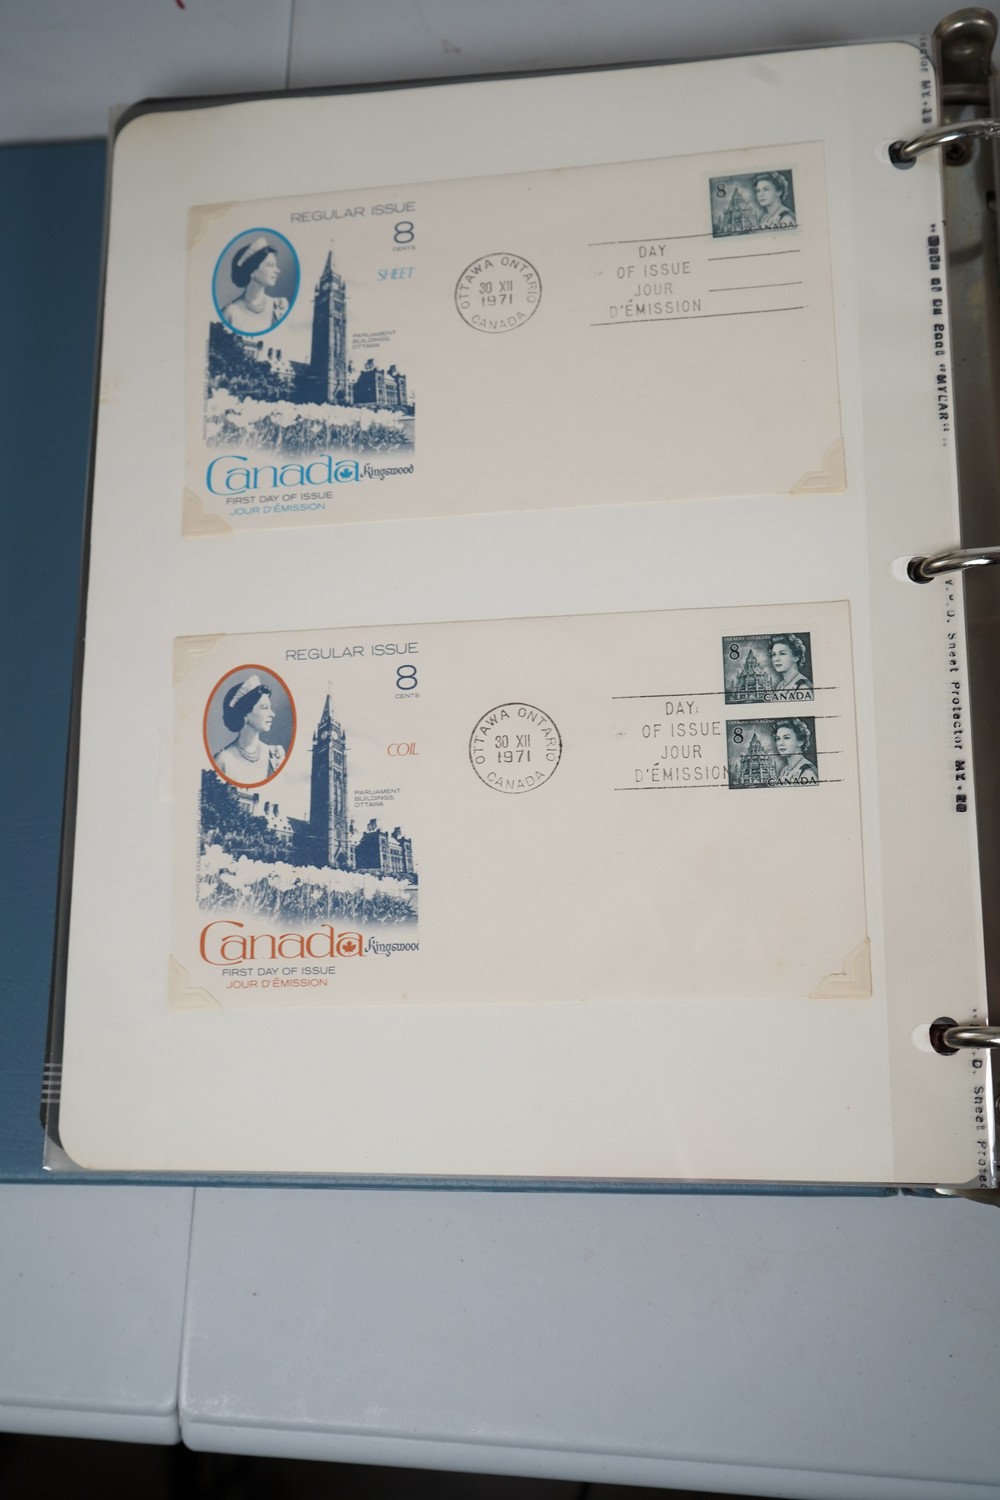 REGULAR ISSUE
8
CENTS
SHEET
PARLIAMENT
BUILDINGS,
OTTAWA
Canada Kingswood
FIRST DAY OF ISSUE
JOUR D'ÉMISSION
OTTAWA ONTARIO
30 XII
1971
CANADA
DAY
OF ISSUE
JOUR
D'ÉMISSION
8
CANADA
REGULAR ISSUE
8
CENTS
COIL
PARLIAMENT
BUILDINGS,
OTTAWA
Canada Kingswood
FIRST DAY OF ISSUE
JOUR D'ÉMISSION
OTTAWA ONTARIO
30 XII
1971
CANADA
DAY
OF ISSUE
JOUR
D'ÉMISSION
8
CANADA
8
CANADA
"MYLAR"
Sheet Protector